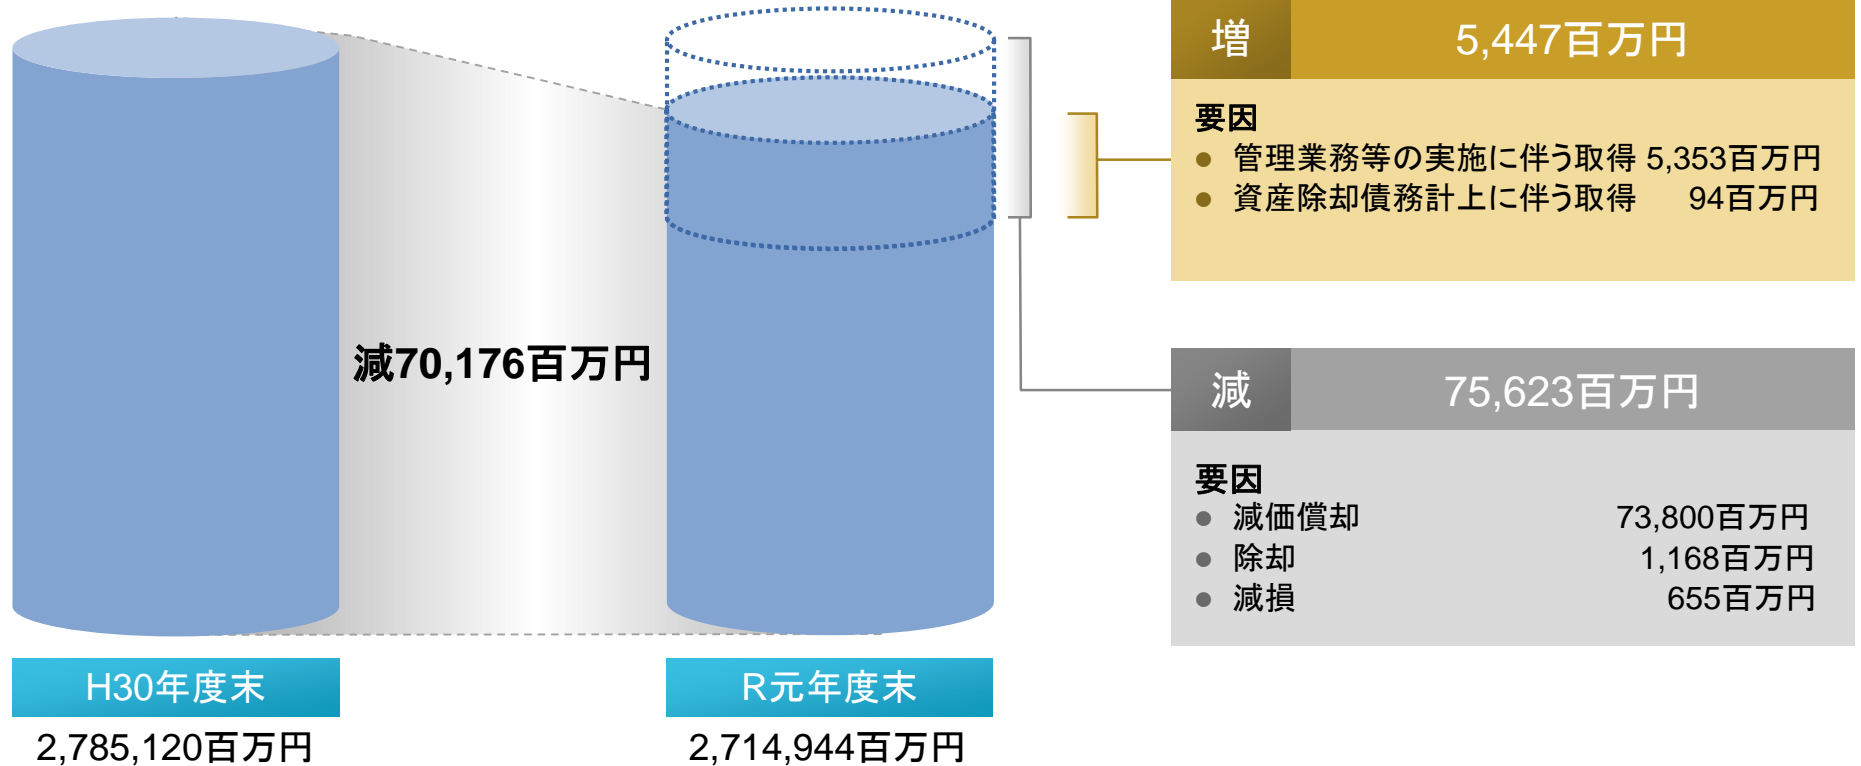 増 5,447百万円
要因
● 管理業務等の実施に伴う取得 5,353百万円
● 資産除却債務計上に伴う取得 94百万円
減70,176百万円
減 75,623百万円
要因
● 減価償却 73,800百万円
● 除却 1,168百万円
● 減損 655百万円
H30年度末 R元年度末
2,785,120百万円 2,714,944百万円